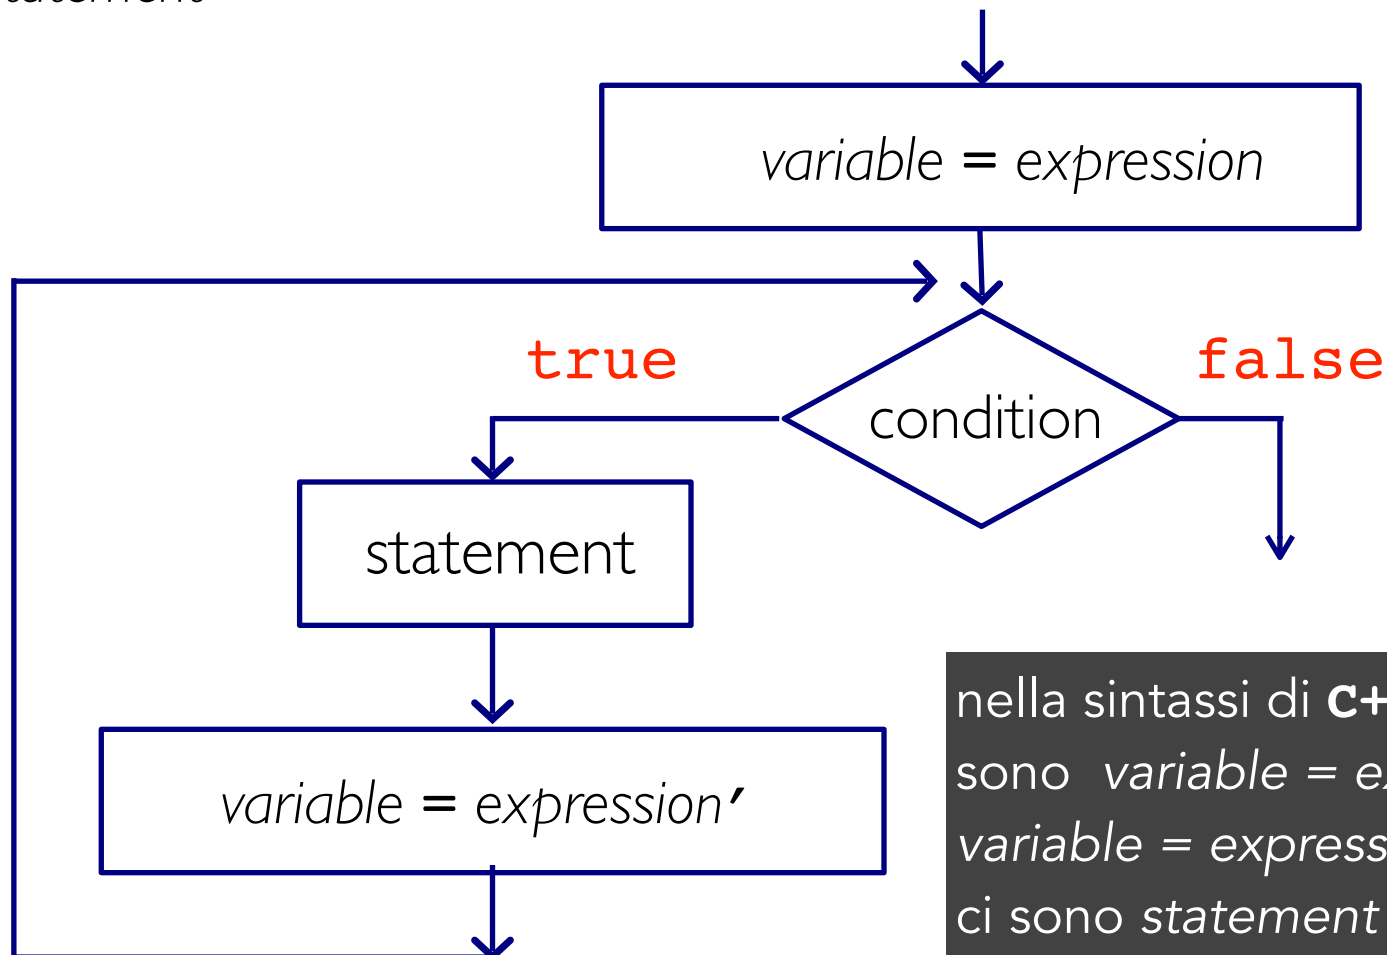 variable = expression
true
false
condition
statement
variable = expression'
nella sintassi di
sono variable =
variable =
ci sono statement